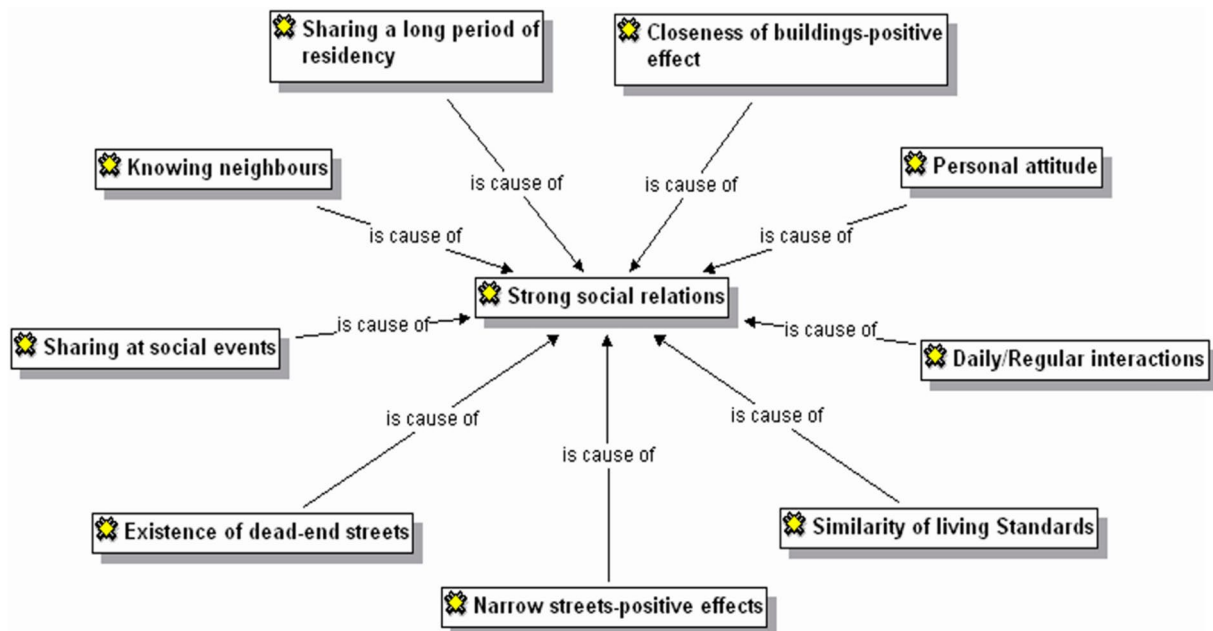 Sharing a long period of
residency
Closeness of buildings-positive
effect
Knowing neighbours
Personal attitude
is cause of
is cause of
is cause of
is cause of
Strong social relations
Sharing at social events
is cause of
is cause of
Daily/Regular interactions
is cause of
is cause of
is cause of
Existence of dead-end streets
Similarity of living Standards
Narrow streets-positive effects